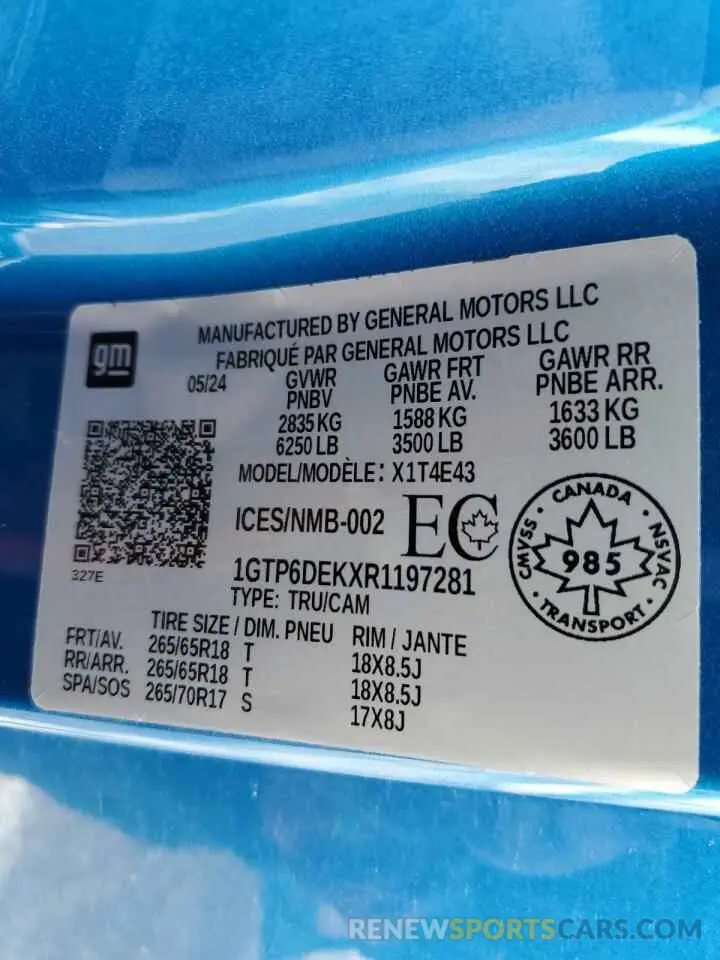 gm
MANUFACTURED BY GENERAL MOTORS LLC
FABRIQUÉ PAR GENERAL MOTORS LLC
05/24
GVWR GAWR FRT GAWR RR
PNBV PNBE AV. PNBE ARR.
2835 KG 1588 KG 1633 KG
6250 LB 3500 LB 3600 LB
MODEL/MODÈLE: X1T4E43
ICES/NMB-002 EC
CANADA
CMVSS 985 NSVAC
TRANSPORT
327E
1GTP6DEKXR1197281
TYPE: TRU/CAM
TIRE SIZE / DIM. PNEU RIM / JANTE
FRT/AV. 265/65R18 T 18X8.5J
RR/ARR. 265/65R18 T 18X8.5J
SPA/SOS 265/70R17 S 17X8J
RENEWSPORTSCARS.COM